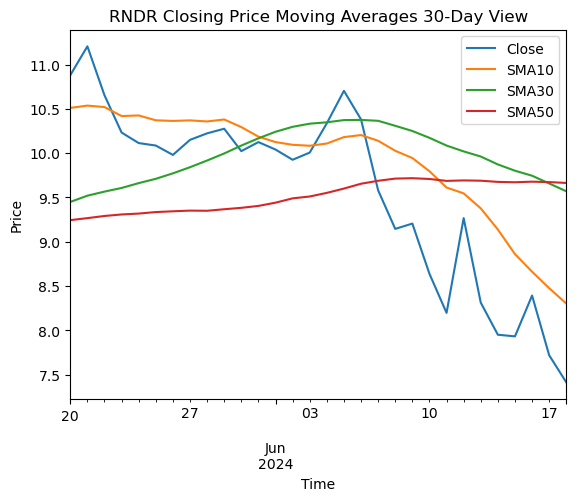 RNDR Closing Price Moving Averages 30-Day View
Close
SMA10
SMA30
SMA50
Price
11.0
10.5
10.0
9.5
9.0
8.5
8.0
7.5
20 27 03 10 17
Jun
2024
Time